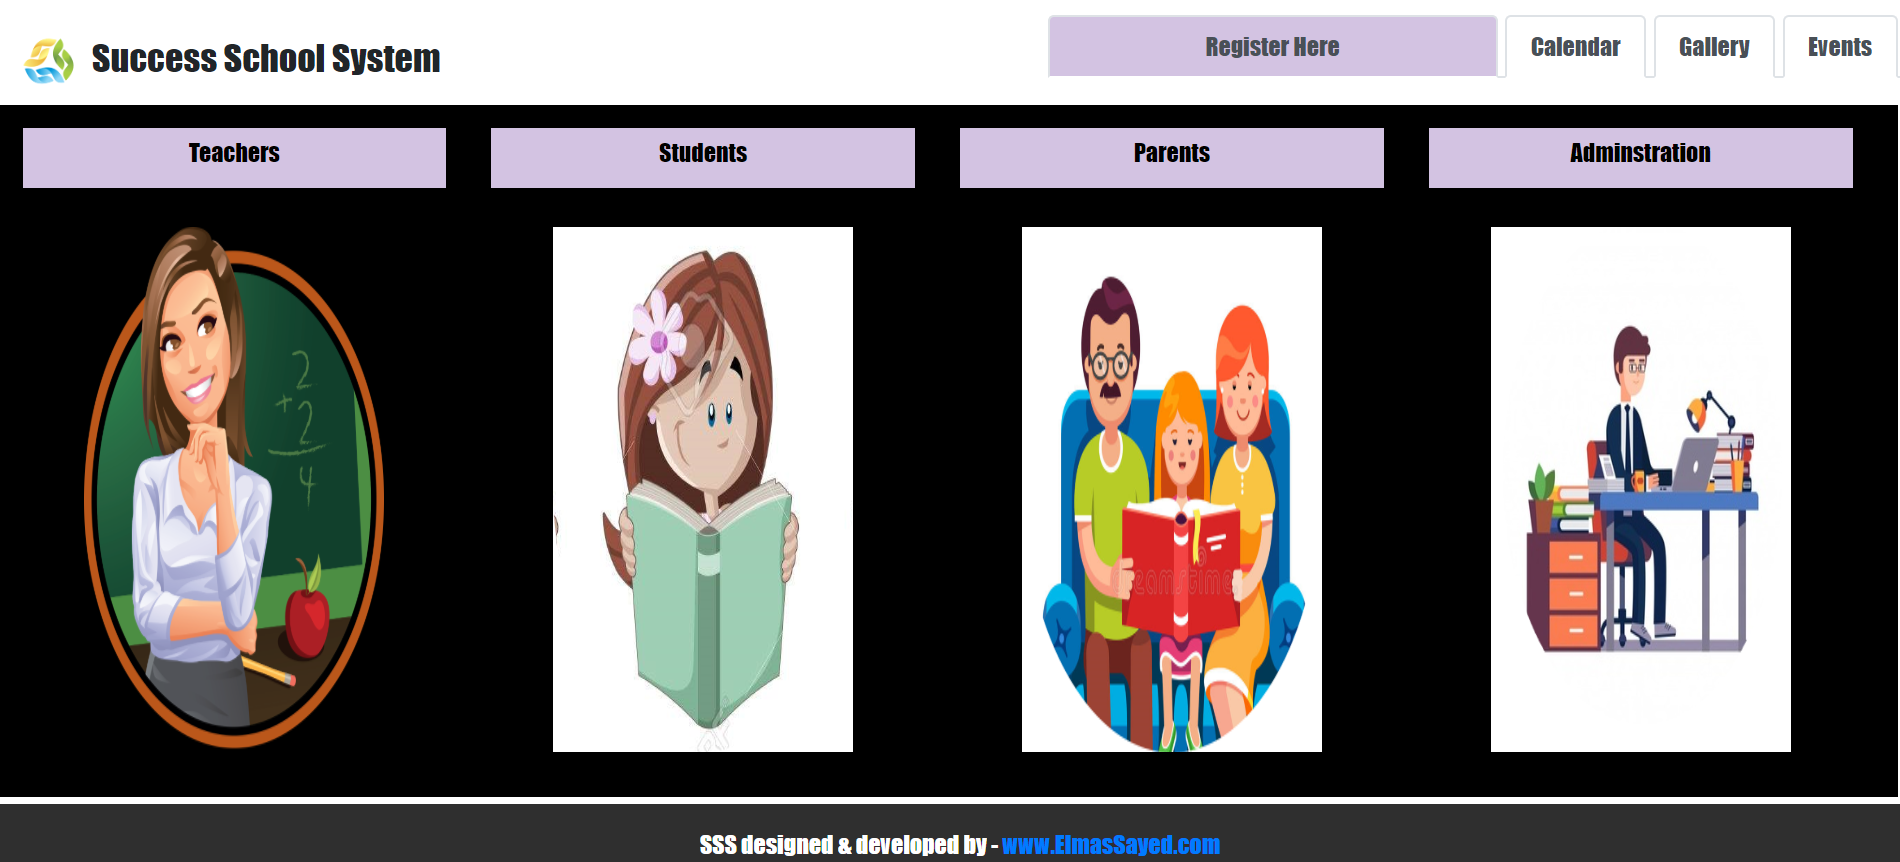 Success School System
Register Here
Calendar
Gallery
Events
Teachers
Students
Parents
Adminstration
2
+2
4
SSS designed & developed by - www.ElmasSayed.com